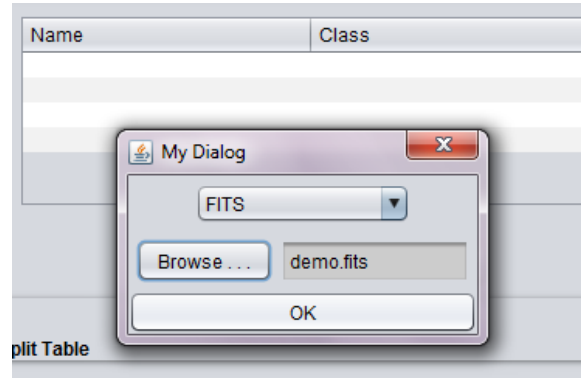 Name Class
My Dialog
FITS
Browse . . . demo.fits
OK
plit Table